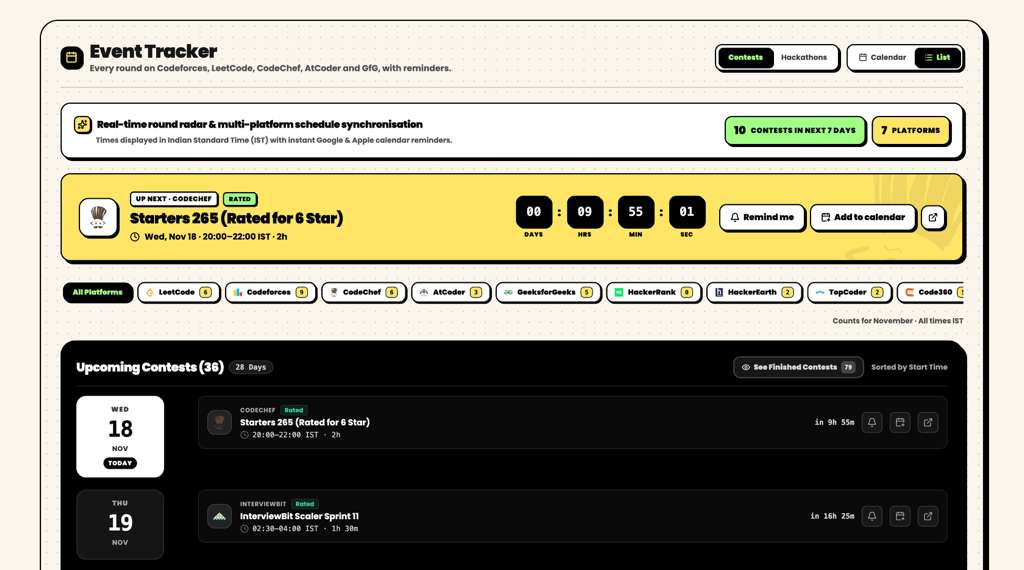 Event Tracker
Every round on Codeforces, LeetCode, CodeChef, AtCoder and GfG, with reminders.
Contests Hackathons Calendar List
Real-time round radar & multi-platform schedule synchronisation
Times displayed in Indian Standard Time (IST) with instant Google & Apple calendar reminders.
10 CONTESTS IN NEXT 7 DAYS 7 PLATFORMS
UP NEXT · CODECHEF RATED
Starters 265 (Rated for 6 Star)
Wed, Nov 18 · 20:00–22:00 IST · 2h
00 : 09 : 55 : 01
DAYS HRS MIN SEC
Remind me Add to calendar
All Platforms LeetCode 6 Codeforces 9 CodeChef 6 AtCoder 3 GeeksforGeeks 5 HackerRank 0 HackerEarth 2 TopCoder 2 Code360
Counts for November · All times IST
Upcoming Contests (36) 28 Days See Finished Contests 79 Sorted by Start Time
WED
18
NOV
TODAY
CODECHEF Rated
Starters 265 (Rated for 6 Star)
20:00–22:00 IST · 2h
in 9h 55m
THU
19
NOV
INTERVIEWBIT Rated
InterviewBit Scaler Sprint 11
02:30–04:00 IST · 1h 30m
in 16h 25m